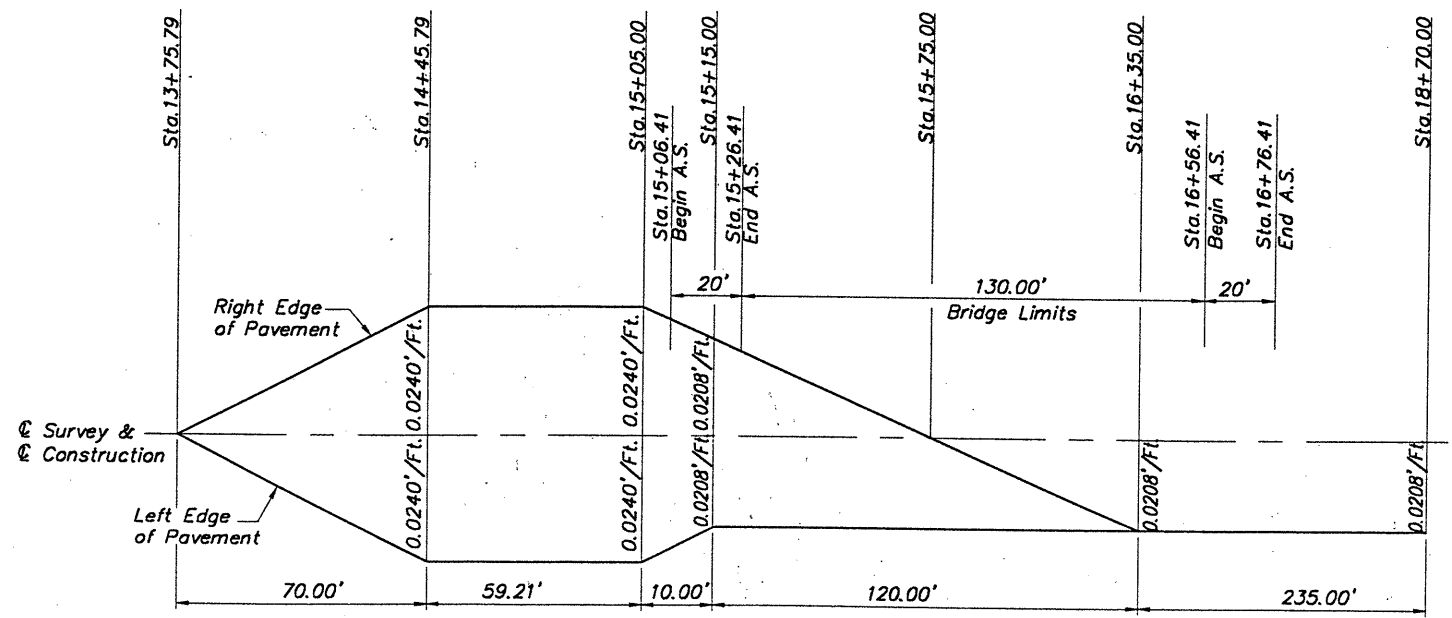 Sta.13+75.79
Sta.14+45.79
Sta.15+05.00
Sta.15+06.41
Begin A.S.
Sta.15+15.00
Sta.15+26.41
End A.S.
Sta.15+75.00
Sta.16+35.00
Sta.16+56.41
Begin A.S.
Sta.16+76.41
End A.S.
Sta.18+70.00
20'
130.00'
20'
Bridge Limits
Right Edge
of Pavement
0.0240'/Ft.
0.0240'/Ft.
0.0208'/Ft.
℄ Survey &
℄ Construction
0.0240'/Ft.
0.0240'/Ft.
0.0208'/Ft.
0.0208'/Ft.
0.0208'/Ft.
Left Edge
of Pavement
70.00'
59.21'
10.00'
120.00'
235.00'